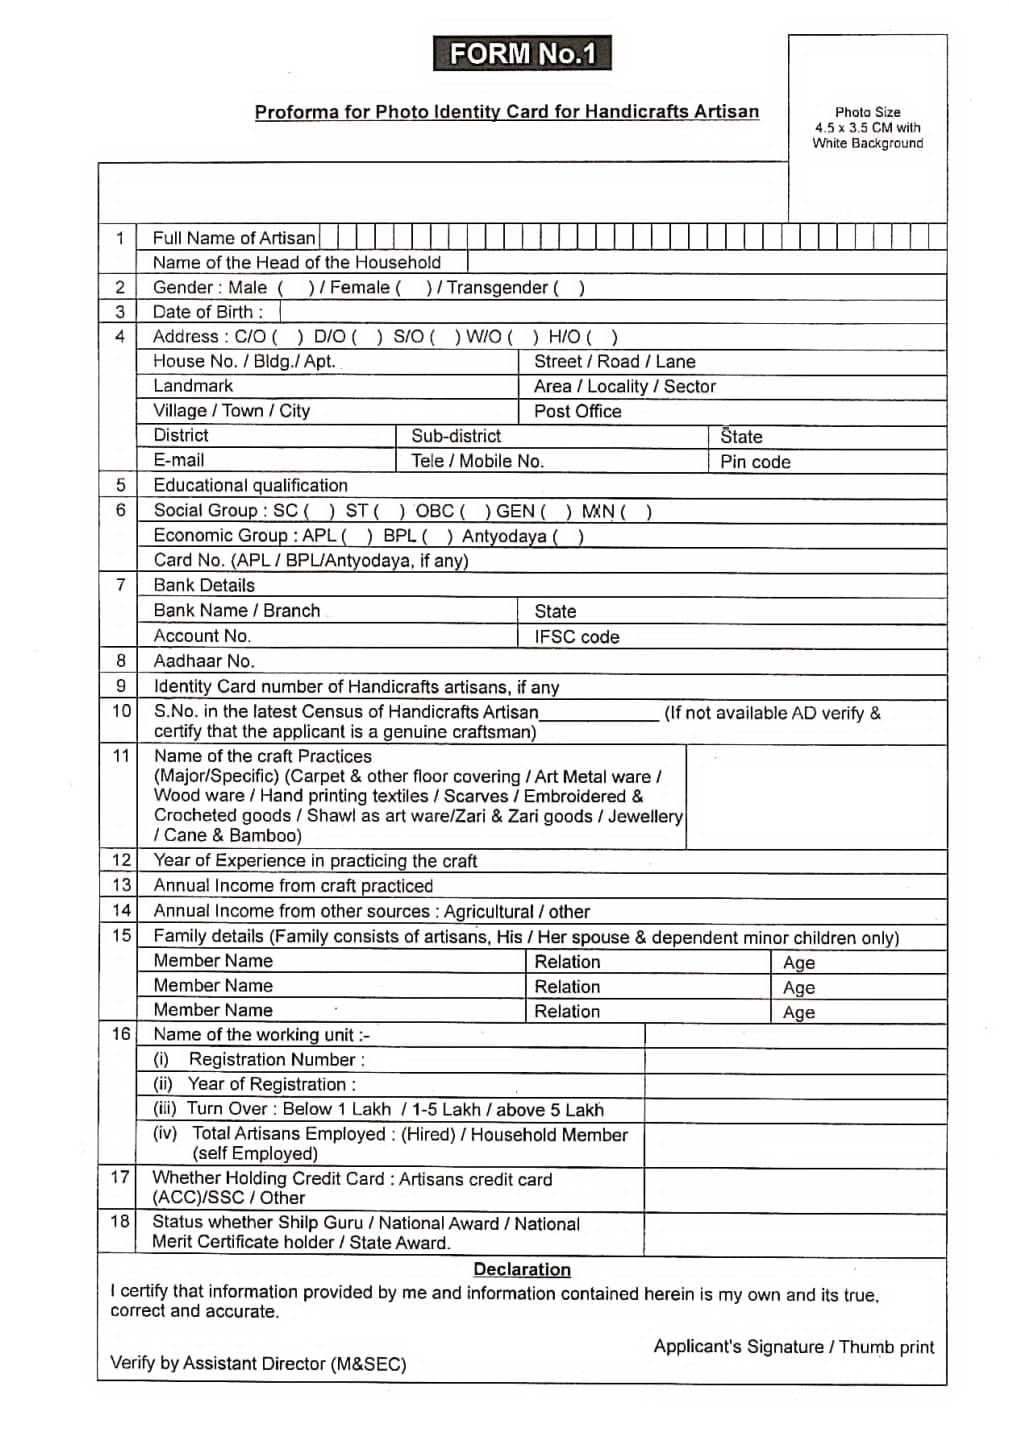 FORM No.1
Proforma for Photo Identity Card for Handicrafts Artisan
Photo Size
4.5 x 3.5 CM with
White Background
1 Full Name of Artisan
Name of the Head of the Household
2 Gender : Male ( ) / Female ( ) / Transgender ( )
3 Date of Birth :
4 Address : C/O ( ) D/O ( ) S/O ( ) W/O ( ) H/O ( )
House No. / Bldg./ Apt. Street / Road / Lane
Landmark Area / Locality / Sector
Village / Town / City Post Office
District Sub-district State
E-mail Tele / Mobile No. Pin code
5 Educational qualification
6 Social Group : SC ( ) ST ( ) OBC ( ) GEN ( ) MIN ( )
Economic Group : APL ( ) BPL ( ) Antyodaya ( )
Card No. (APL / BPL/Antyodaya, if any)
7 Bank Details
Bank Name / Branch State
Account No. IFSC code
8 Aadhaar No.
9 Identity Card number of Handicrafts artisans, if any
10 S.No. in the latest Census of Handicrafts Artisan____________ (If not available AD verify &
certify that the applicant is a genuine craftsman)
11 Name of the craft Practices
(Major/Specific) (Carpet & other floor covering / Art Metal ware /
Wood ware / Hand printing textiles / Scarves / Embroidered &
Crocheted goods / Shawl as art ware/Zari & Zari goods / Jewellery
/ Cane & Bamboo)
12 Year of Experience in practicing the craft
13 Annual Income from craft practiced
14 Annual Income from other sources : Agricultural / other
15 Family details (Family consists of artisans, His / Her spouse & dependent minor children only)
Member Name Relation Age
Member Name Relation Age
Member Name Relation Age
16 Name of the working unit :-
(i) Registration Number :
(ii) Year of Registration :
(iii) Turn Over : Below 1 Lakh / 1-5 Lakh / above 5 Lakh
(iv) Total Artisans Employed : (Hired) / Household Member
(self Employed)
17 Whether Holding Credit Card : Artisans credit card
(ACC)/SSC / Other
18 Status whether Shilp Guru / National Award / National
Merit Certificate holder / State Award.
Declaration
I certify that information provided by me and information contained herein is my own and its true,
correct and accurate.
Applicant's Signature / Thumb print
Verify by Assistant Director (M&SEC)